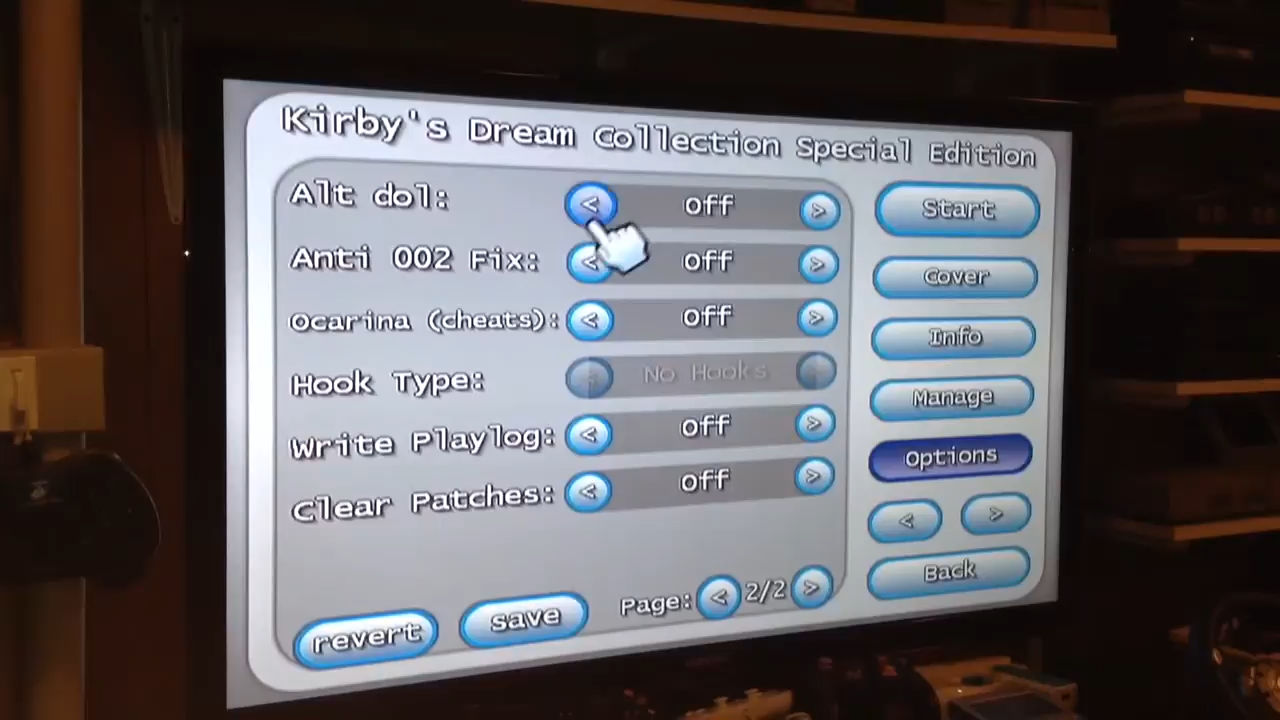 Kirby's Dream Collection Special Edition
Alt dol: < Off >
Anti 002 Fix: < Off >
Ocarina (cheats): < Off >
Hook Type: No Hooks
Write Playlog: < Off >
Clear Patches: < Off >
revert save Page: < 2/2 >
Start
Cover
Info
Manage
Options
< >
Back